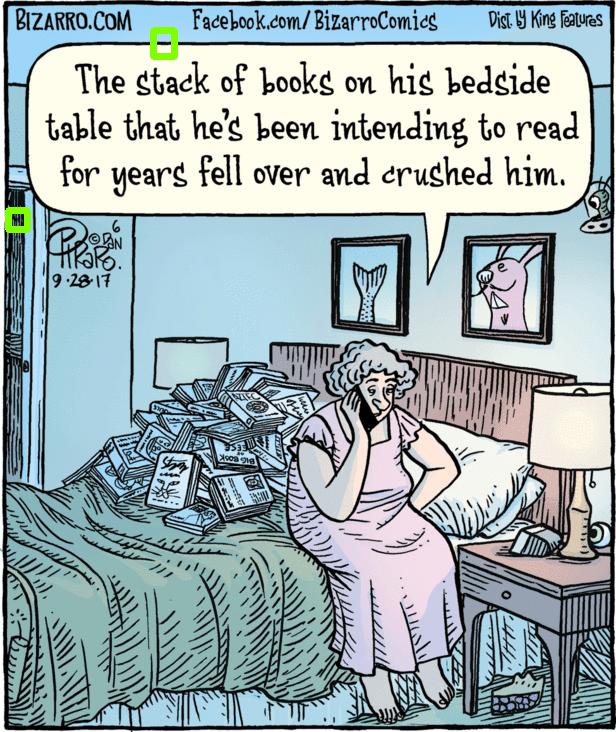 BIZARRO.COM Facebook.com/BizarroComics Dist. by King Features
The stack of books on his bedside
table that he's been intending to read
for years fell over and crushed him.
6
© DAN
PIRARO.
9·28·17
BIG BOOK